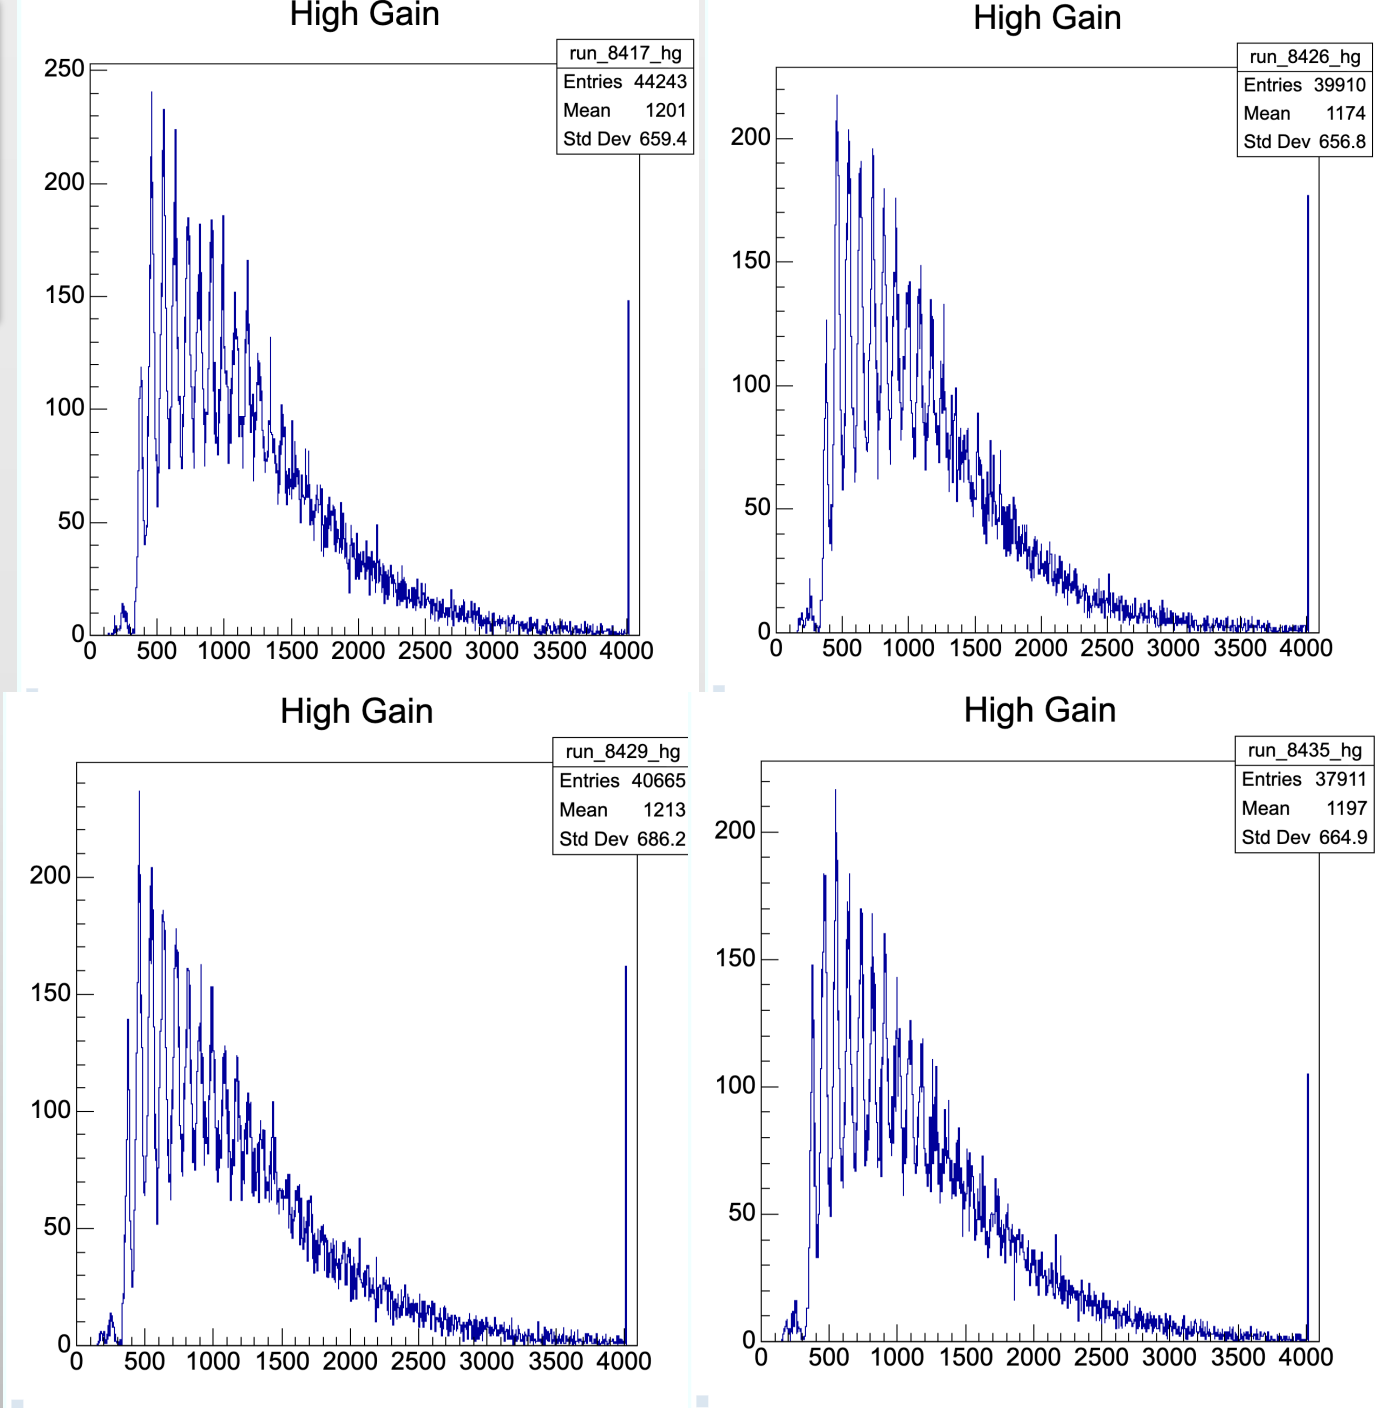 High Gain
run_8417_hg
Entries 44243
Mean 1201
Std Dev 659.4
250
200
150
100
50
0
0 500 1000 1500 2000 2500 3000 3500 4000
High Gain
run_8426_hg
Entries 39910
Mean 1174
Std Dev 656.8
200
150
100
50
0
0 500 1000 1500 2000 2500 3000 3500 4000
High Gain
run_8429_hg
Entries 40665
Mean 1213
Std Dev 686.2
200
150
100
50
0
0 500 1000 1500 2000 2500 3000 3500 4000
High Gain
run_8435_hg
Entries 37911
Mean 1197
Std Dev 664.9
200
150
100
50
0
0 500 1000 1500 2000 2500 3000 3500 4000